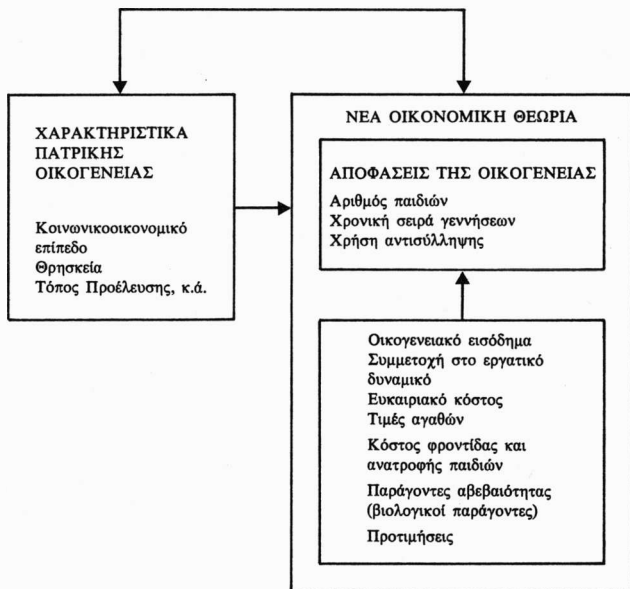 ΧΑΡΑΚΤΗΡΙΣΤΙΚΑ
ΠΑΤΡΙΚΗΣ
ΟΙΚΟΓΕΝΕΙΑΣ
Κοινωνικοοικονομικό
επίπεδο
Θρησκεία
Τόπος Προέλευσης, κ.ά.
ΝΕΑ ΟΙΚΟΝΟΜΙΚΗ ΘΕΩΡΙΑ
ΑΠΟΦΑΣΕΙΣ ΤΗΣ ΟΙΚΟΓΕΝΕΙΑΣ
Αριθμός παιδιών
Χρονική σειρά γεννήσεων
Χρήση αντισύλληψης
Οικογενειακό εισόδημα
Συμμετοχή στο εργατικό
δυναμικό
Ευκαιριακό κόστος
Τιμές αγαθών
Κόστος φροντίδας και
ανατροφής παιδιών
Παράγοντες αβεβαιότητας
(βιολογικοί παράγοντες)
Προτιμήσεις